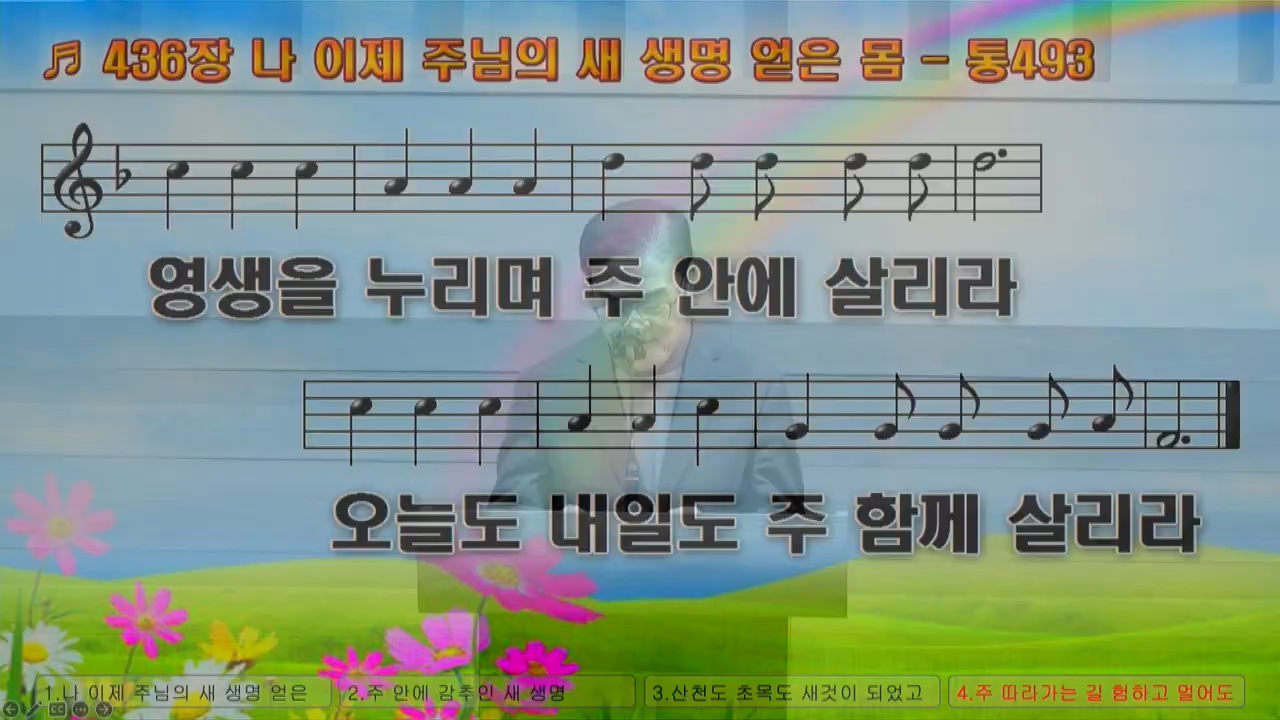 ♬ 436장 나 이제 주님의 새 생명 얻은 몸 - 통493
영생을 누리며 주 안에 살리라
오늘도 내일도 주 함께 살리라
1.나 이제 주님의 새 생명 얻은
2.주 안에 감추인 새 생명
3.산천도 초목도 새것이 되었고
4.주 따라가는 길 험하고 멀어도